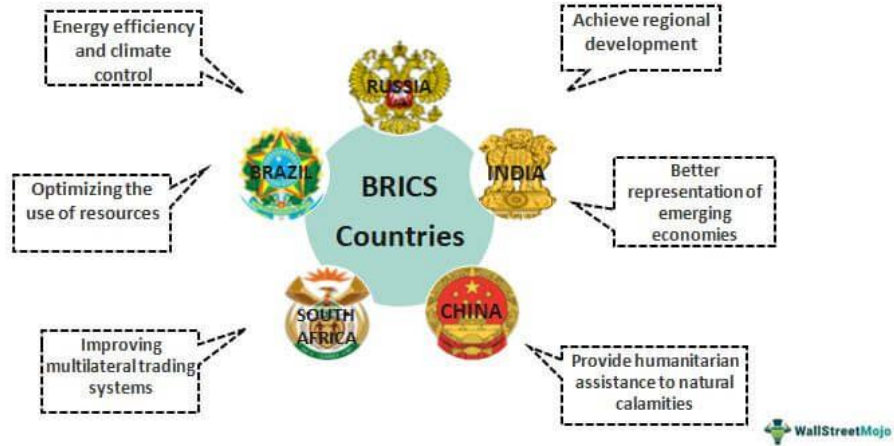 Energy efficiency
and climate
control
Achieve regional
development
RUSSIA
BRAZIL
INDIA
BRICS
Countries
Optimizing the
use of resources
Better
representation of
emerging
economies
SOUTH
AFRICA
CHINA
Improving
multilateral trading
systems
Provide humanitarian
assistance to natural
calamities
WallStreetMojo